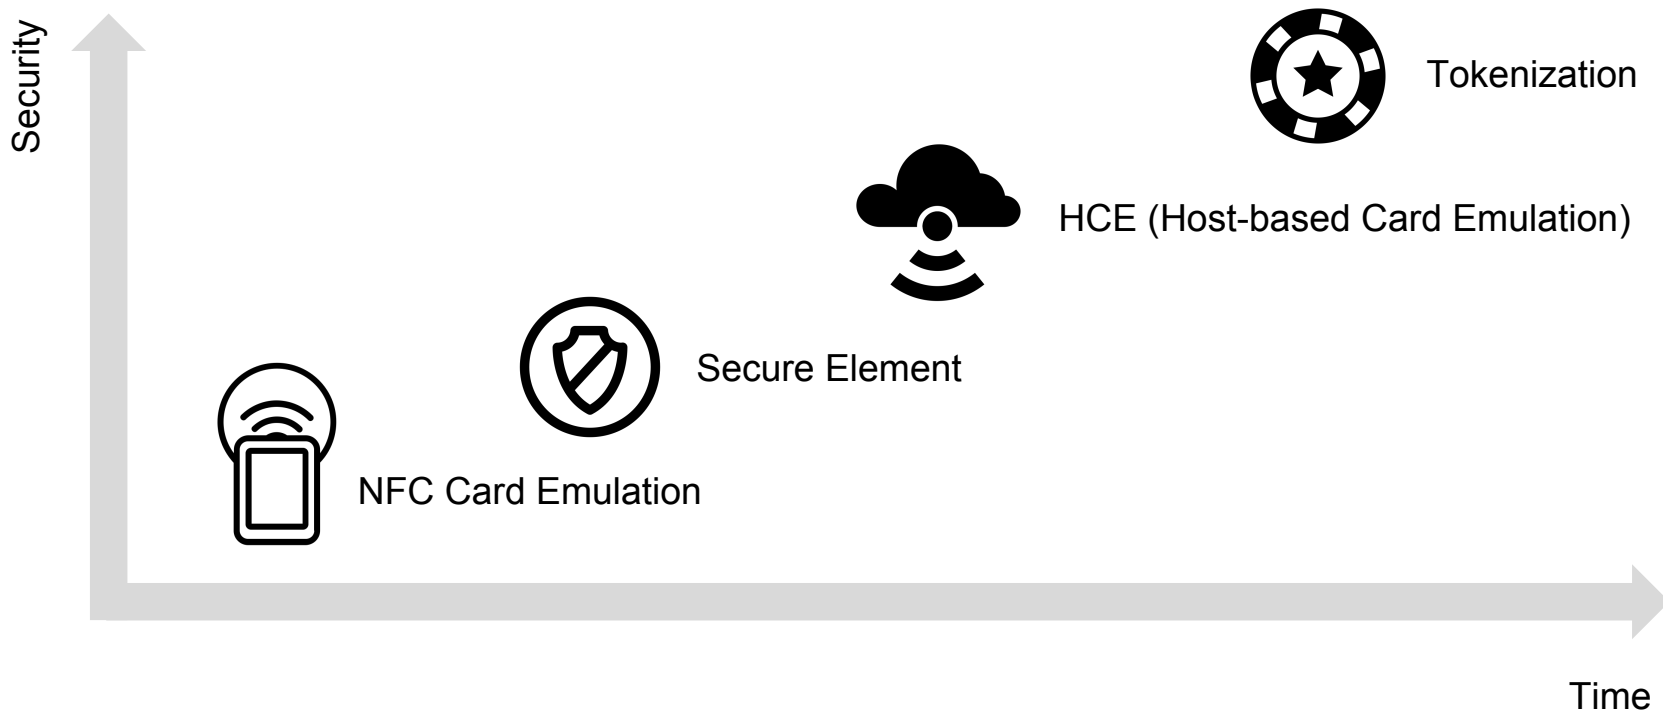 Security
Tokenization
HCE (Host-based Card Emulation)
Secure Element
NFC Card Emulation
Time